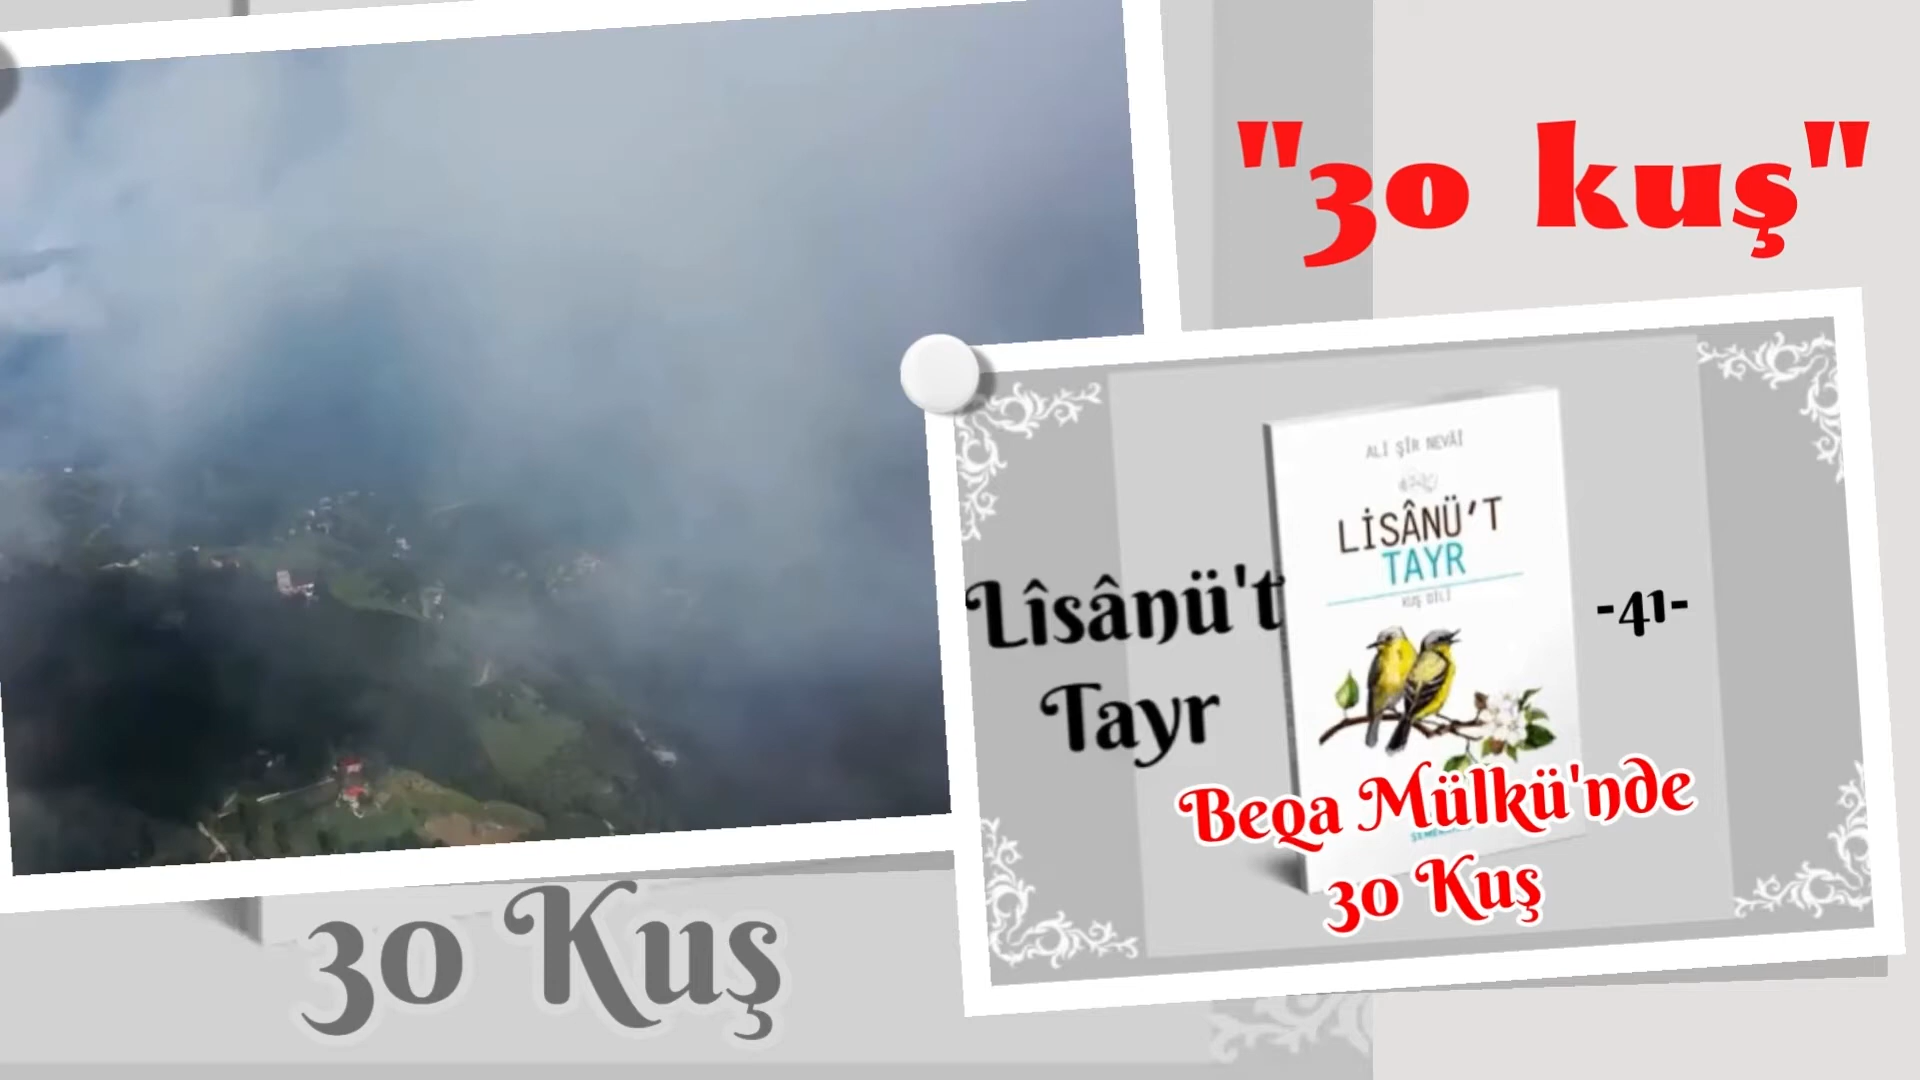 "30 kuş"
ALİ ŞİR NEVÂİ
LİSÂNÜ'T
TAYR
KUŞ DİLİ
Lîsânü't
Tayr
-41-
Beqa Mülkü'nde
30 Kuş
30 Kuş